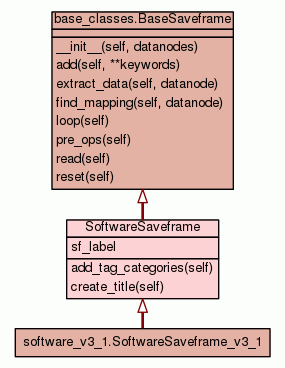 base_classes.BaseSaveframe
__init__(self, datanodes)
add(self, **keywords)
extract_data(self, datanode)
find_mapping(self, datanode)
loop(self)
pre_ops(self)
read(self)
reset(self)
SoftwareSaveframe
sf_label
add_tag_categories(self)
create_title(self)
software_v3_1.SoftwareSaveframe_v3_1